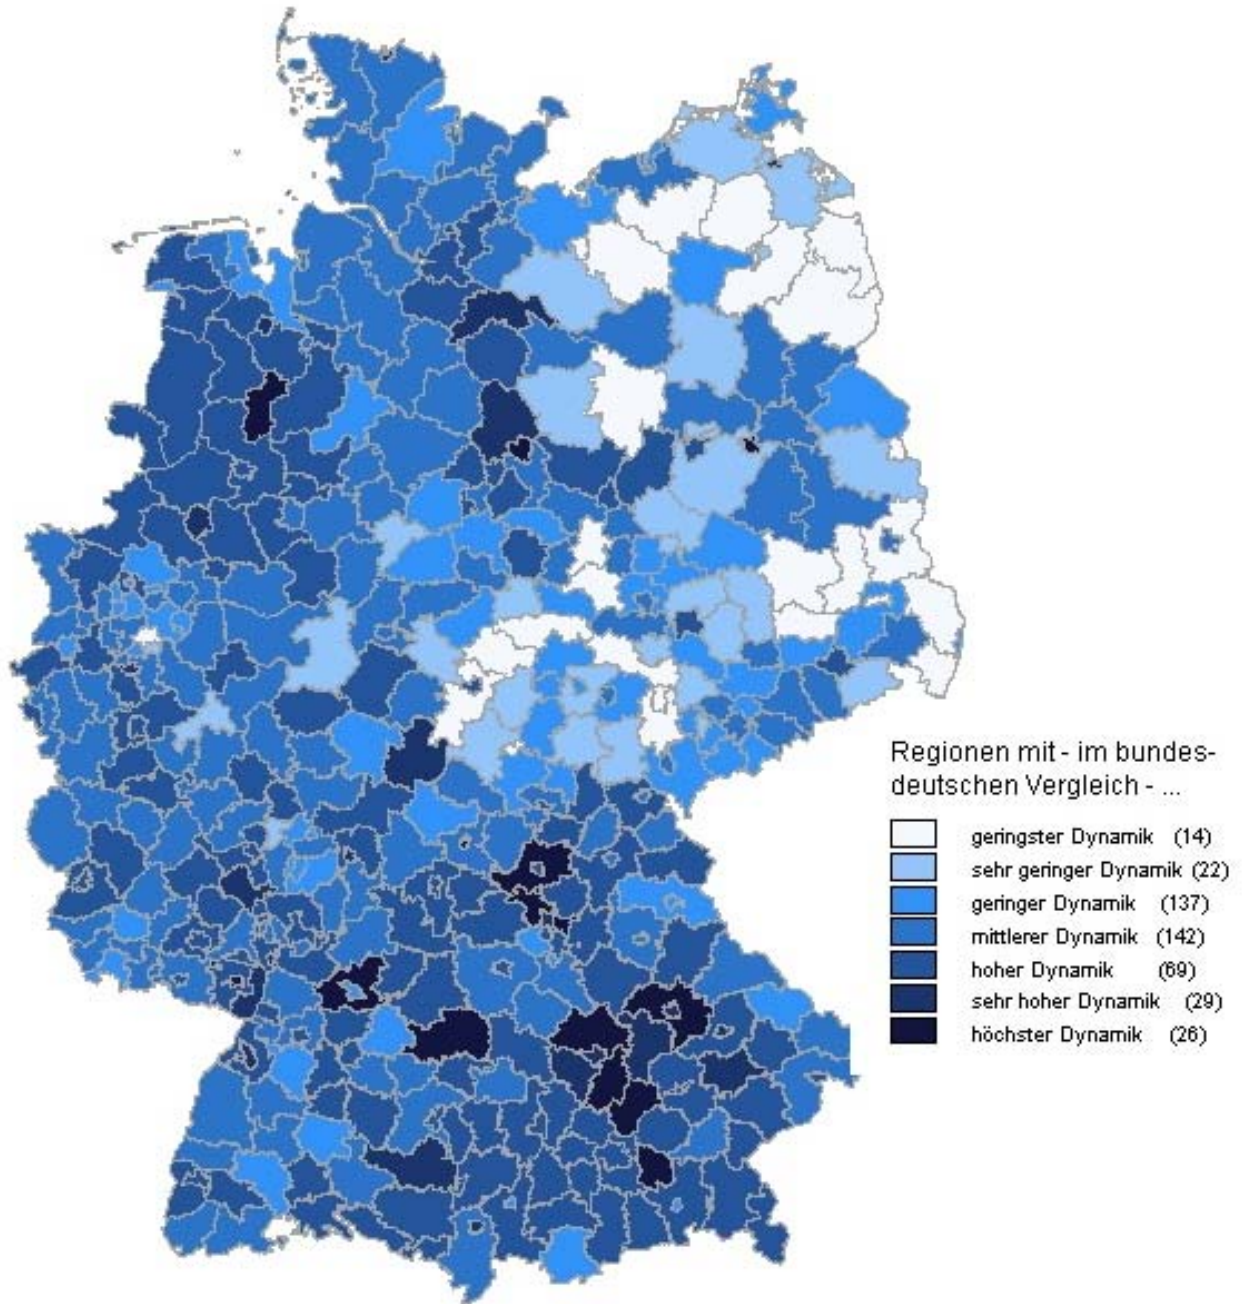 Regionen mit - im bundes-
deutschen Vergleich - ...
geringster Dynamik (14)
sehr geringer Dynamik (22)
geringer Dynamik (137)
mittlerer Dynamik (142)
hoher Dynamik (69)
sehr hoher Dynamik (29)
höchster Dynamik (26)